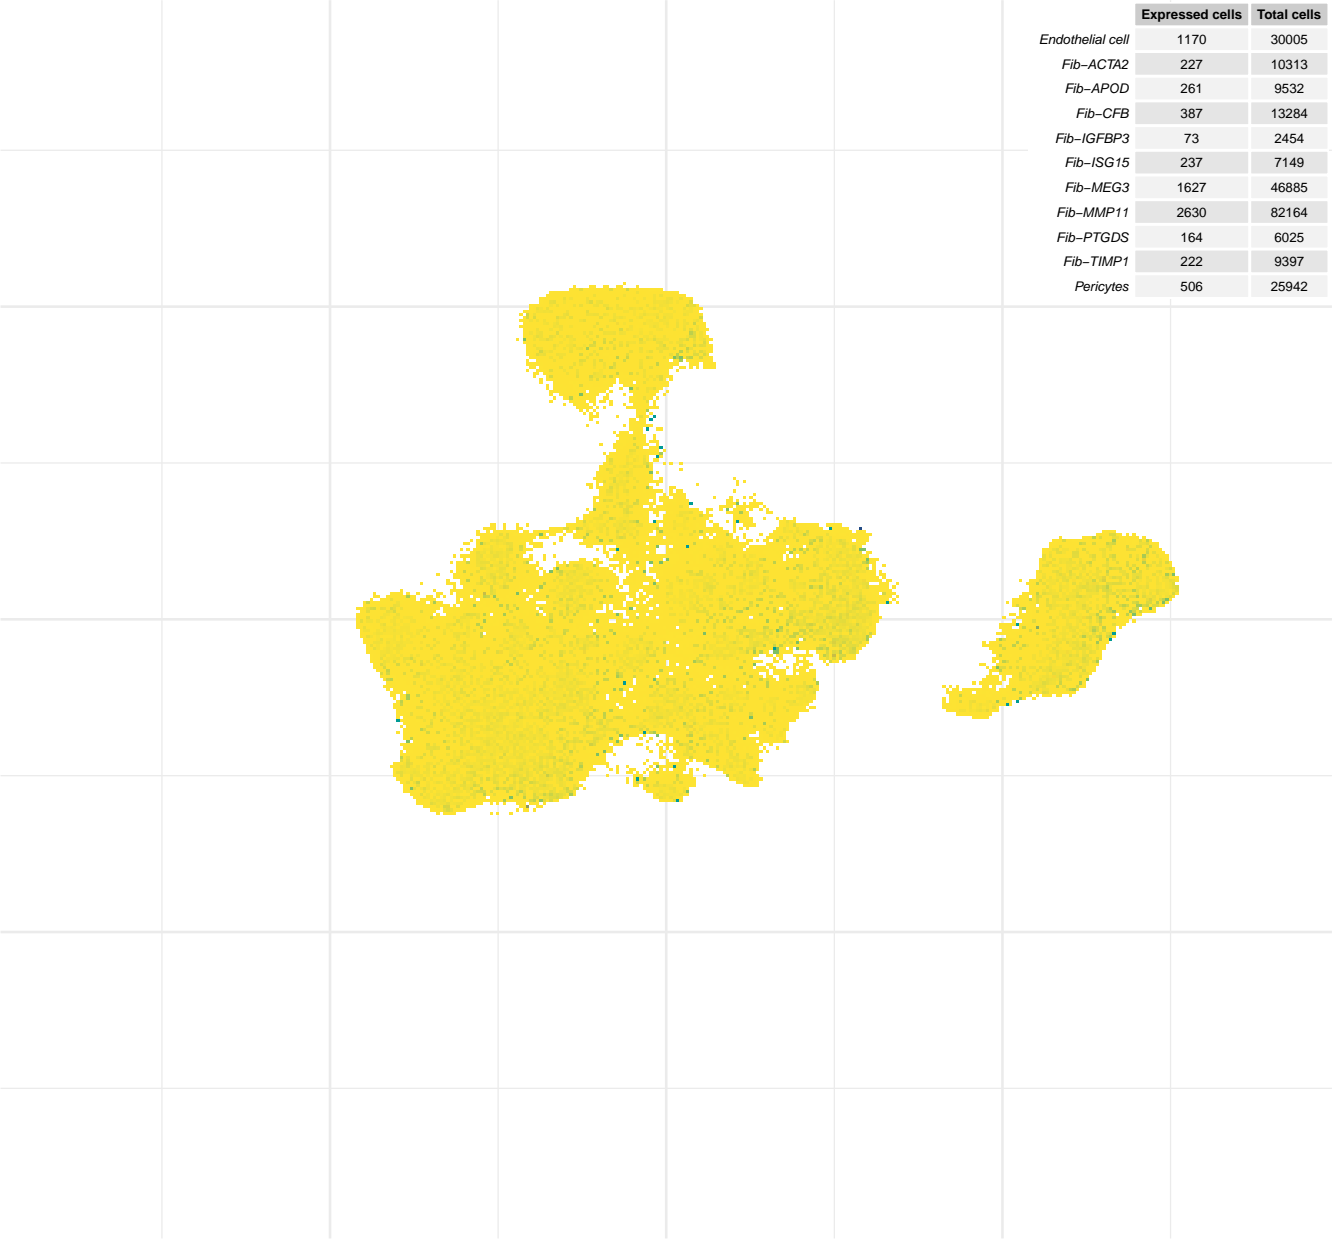 Expressed cells Total cells
Endothelial cell 1170 30005
Fib−ACTA2 227 10313
Fib−APOD 261 9532
Fib−CFB 387 13284
Fib−IGFBP3 73 2454
Fib−ISG15 237 7149
Fib−MEG3 1627 46885
Fib−MMP11 2630 82164
Fib−PTGDS 164 6025
Fib−TIMP1 222 9397
Pericytes 506 25942